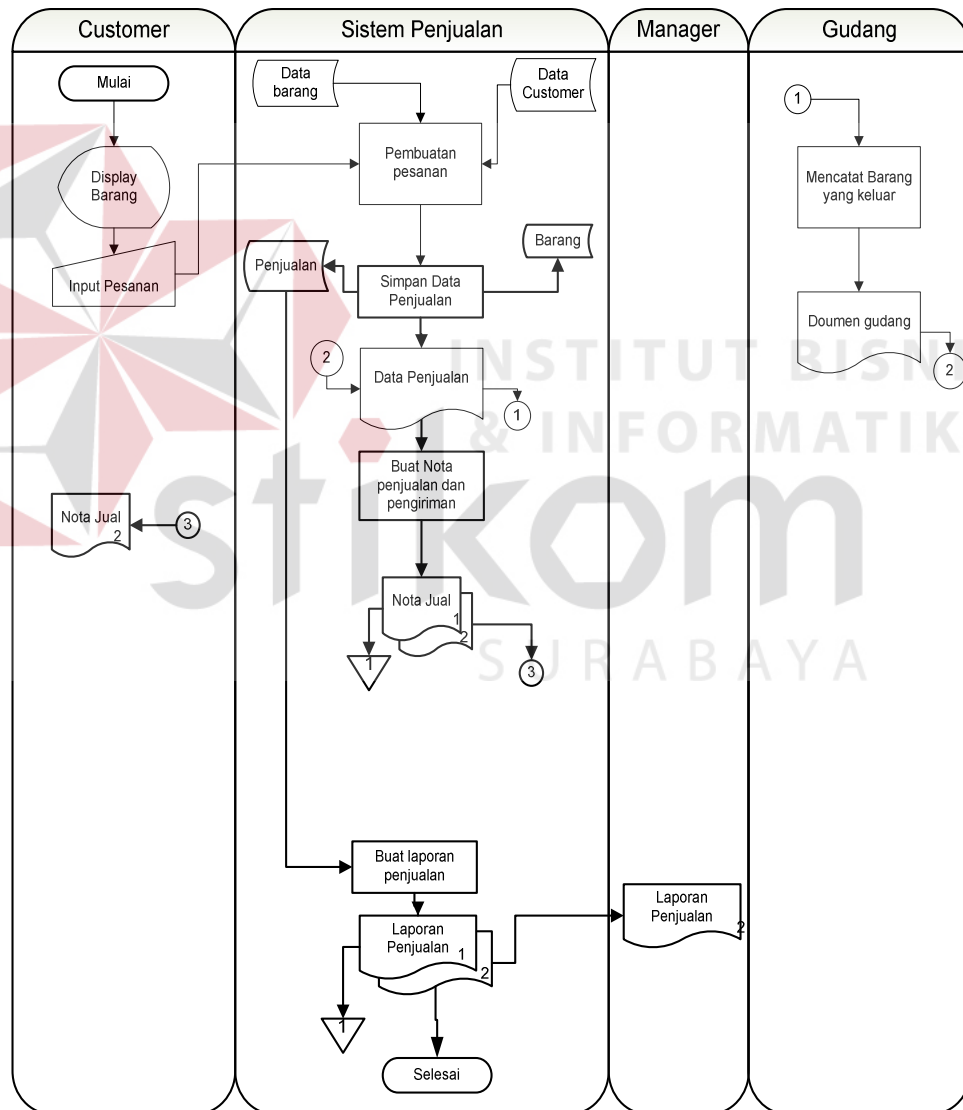 Customer
Sistem Penjualan
Manager
Gudang
Mulai
Display
Barang
Input Pesanan
Nota Jual
2
3
Data
barang
Data
Customer
Pembuatan
pesanan
Penjualan
Barang
Simpan Data
Penjualan
2
Data Penjualan
1
Buat Nota
penjualan dan
pengiriman
Nota Jual
1
2
1
3
Buat laporan
penjualan
Laporan
Penjualan
1
2
1
Selesai
Laporan
Penjualan
2
1
Mencatat Barang
yang keluar
Doumen gudang
2
INSTITUT BISN
& INFORMATIK
stikom
SURABAYA